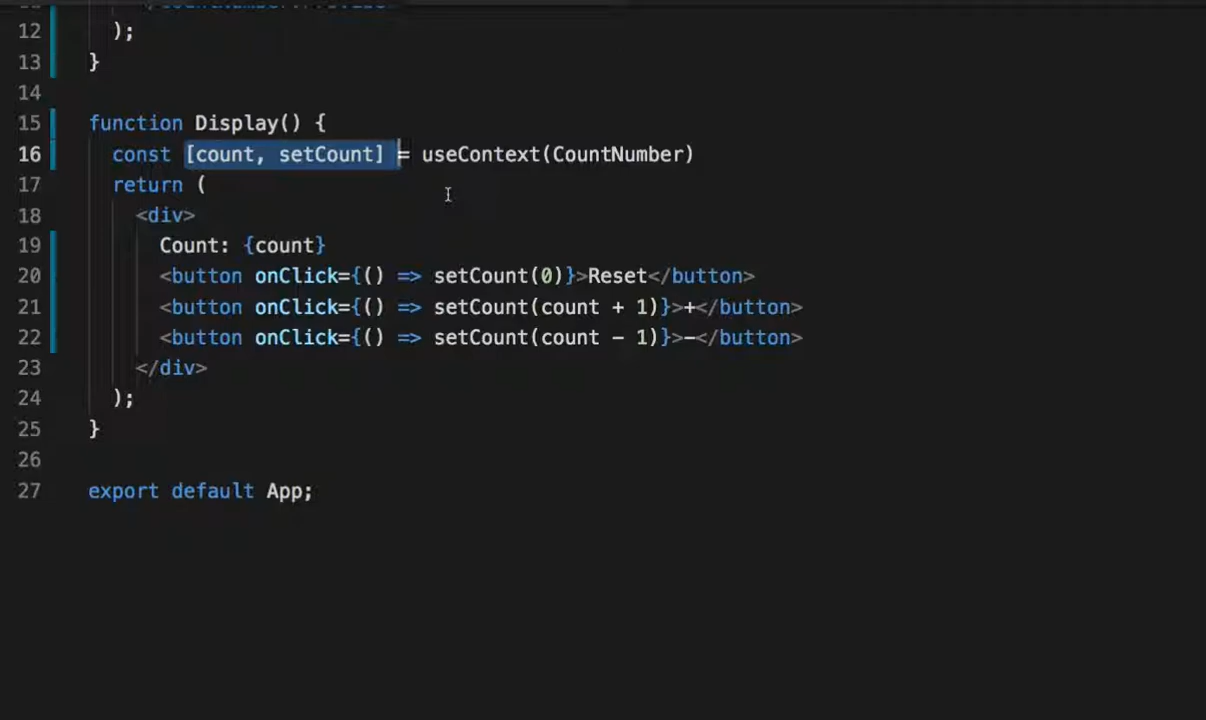 12 );
13 }
14
15 function Display() {
16 const [count, setCount] = useContext(CountNumber)
17 return (
18 <div>
19 Count: {count}
20 <button onClick={() => setCount(0)}>Reset</button>
21 <button onClick={() => setCount(count + 1)}>+</button>
22 <button onClick={() => setCount(count - 1)}>-</button>
23 </div>
24 );
25 }
26
27 export default App;